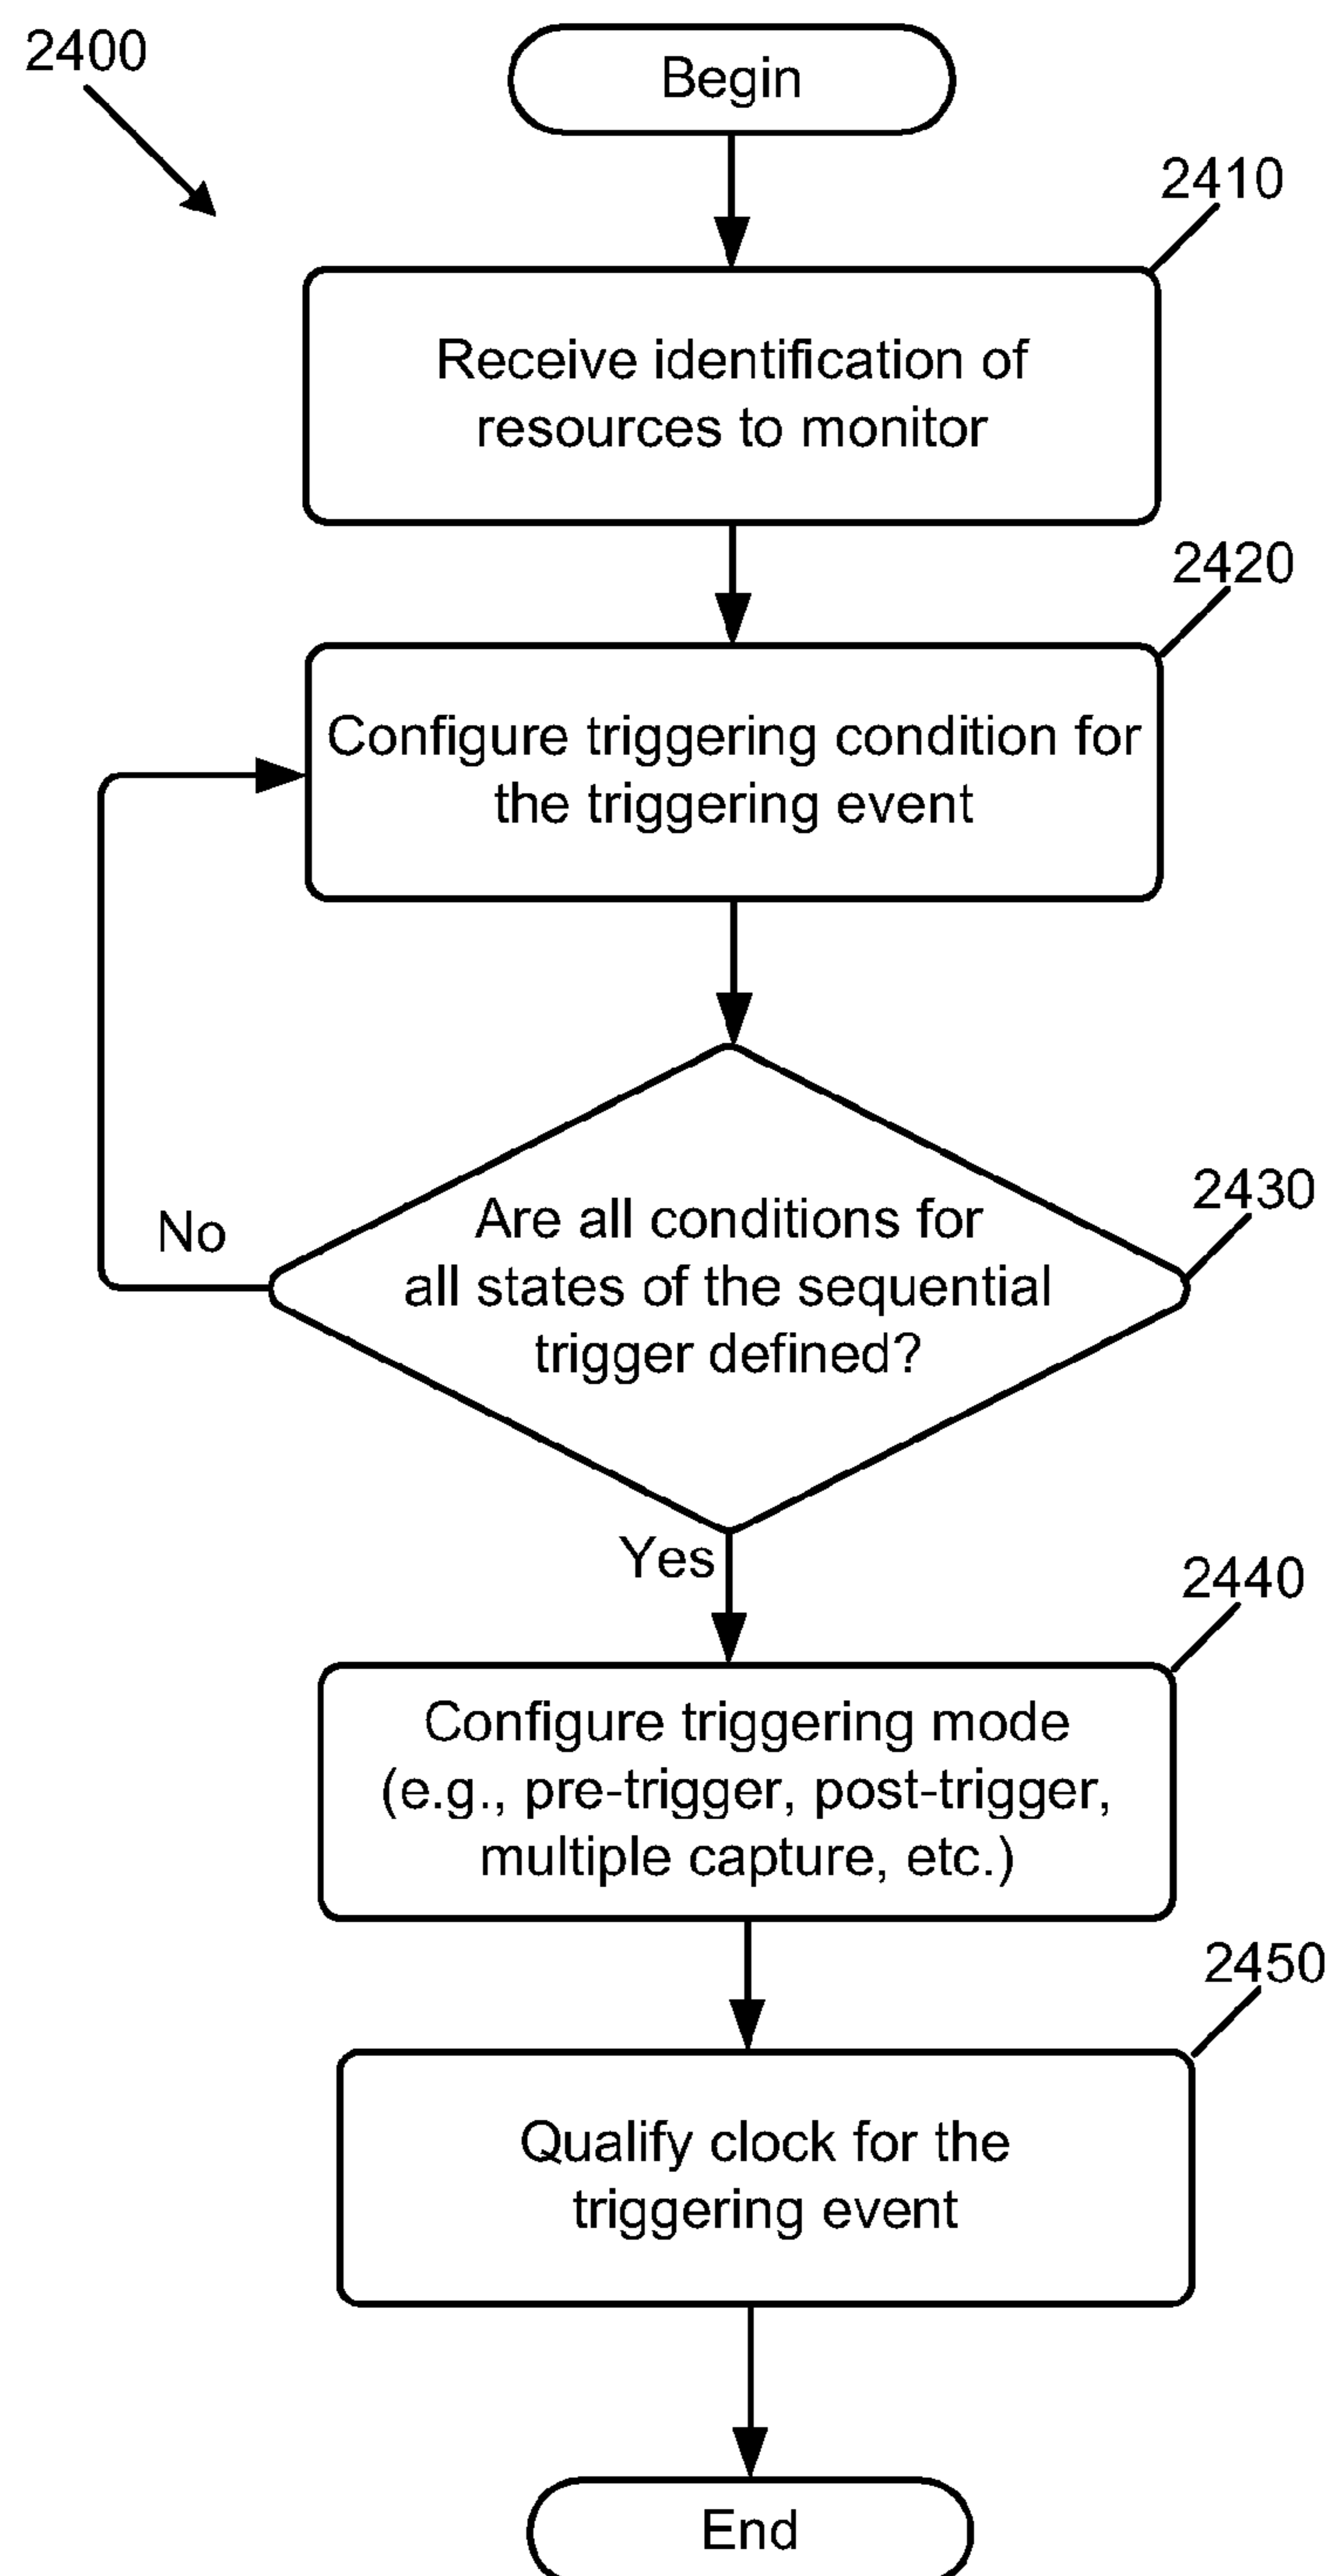 2400
Begin
2410
Receive identification of
resources to monitor
2420
Configure triggering condition for
the triggering event
2430
Are all conditions for
all states of the sequential
trigger defined?
No
Yes
2440
Configure triggering mode
(e.g., pre-trigger, post-trigger,
multiple capture, etc.)
2450
Qualify clock for the
triggering event
End